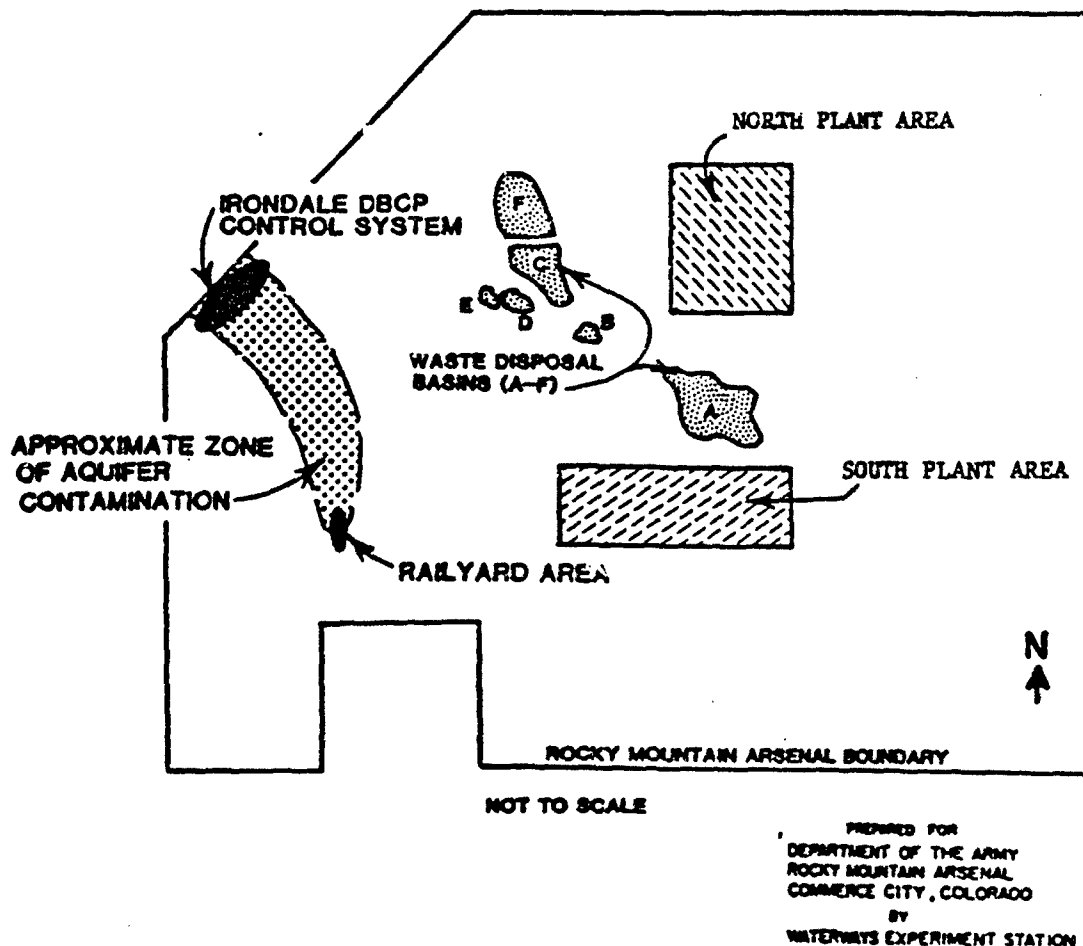 NORTH PLANT AREA
IRONDALE DBCP
CONTROL SYSTEM
F
C
E
D
B
WASTE DISPOSAL
BASINS (A-F)
A
APPROXIMATE ZONE
OF AQUIFER
CONTAMINATION
SOUTH PLANT AREA
RAILYARD AREA
N
ROCKY MOUNTAIN ARSENAL BOUNDARY
NOT TO SCALE
PREPARED FOR
DEPARTMENT OF THE ARMY
ROCKY MOUNTAIN ARSENAL
COMMERCE CITY, COLORADO
BY
WATERWAYS EXPERIMENT STATION